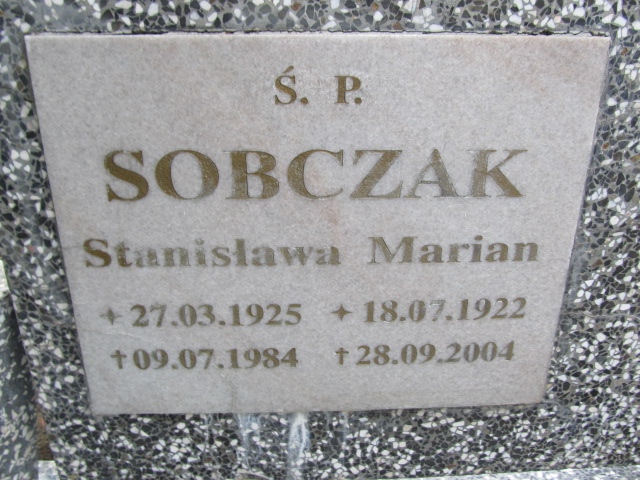 Ś. P.
SOBCZAK
Stanisława Marian
✦ 27.03.1925 ✦ 18.07.1922
† 09.07.1984 † 28.09.2004